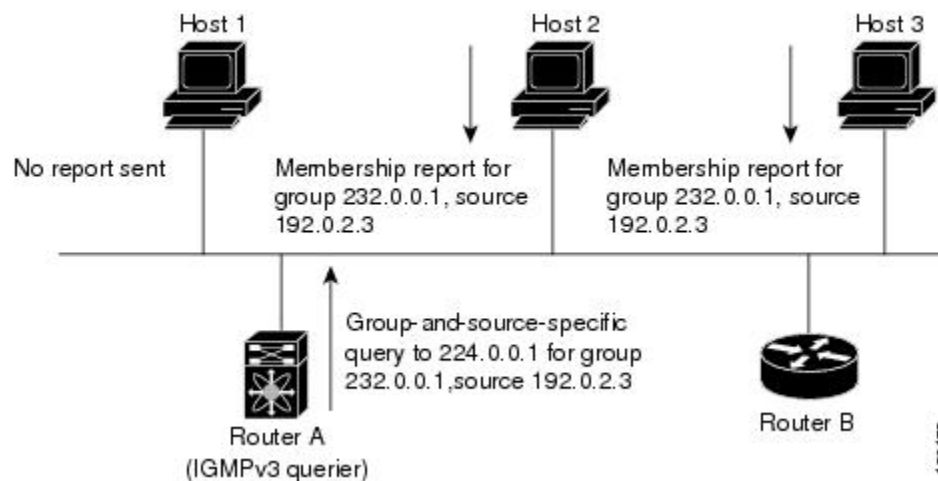 Host 1
Host 2
Host 3
No report sent
Membership report for
group 232.0.0.1, source
192.0.2.3
Membership report for
group 232.0.0.1, source
192.0.2.3
Group-and-source-specific
query to 224.0.0.1 for group
232.0.0.1,source 192.0.2.3
Router A
(IGMPv3 querier)
Router B